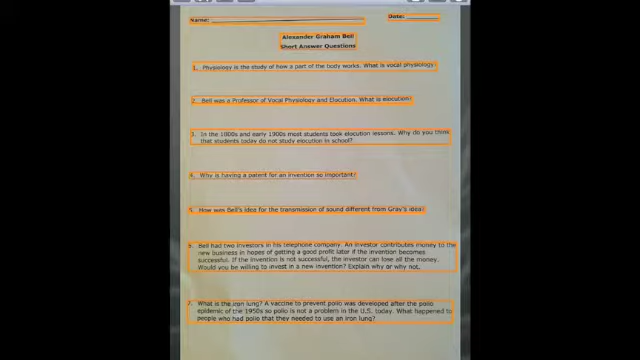 Name: Date:
Alexander Graham Bell
Short Answer Questions
1. Physiology is the study of how a part of the body works. What is vocal physiology?
2. Bell was a Professor of Vocal Physiology and Elocution. What is elocution?
3. In the 1800s and early 1900s most students took elocution lessons. Why do you think
that students today do not study elocution in school?
4. Why is having a patent for an invention so important?
5. How was Bell's idea for the transmission of sound different from Gray's idea?
6. Bell had two investors in his telephone company. An investor contributes money to the
new business in hopes of getting a good profit later if the invention becomes
successful. If the invention is not successful, the investor can lose all the money.
Would you be willing to invest in a new invention? Explain why or why not.
7. What is the iron lung? A vaccine to prevent polio was developed after the polio
epidemic of the 1950s so polio is not a problem in the U.S. today. What happened to
people who had polio that they needed to use an iron lung?